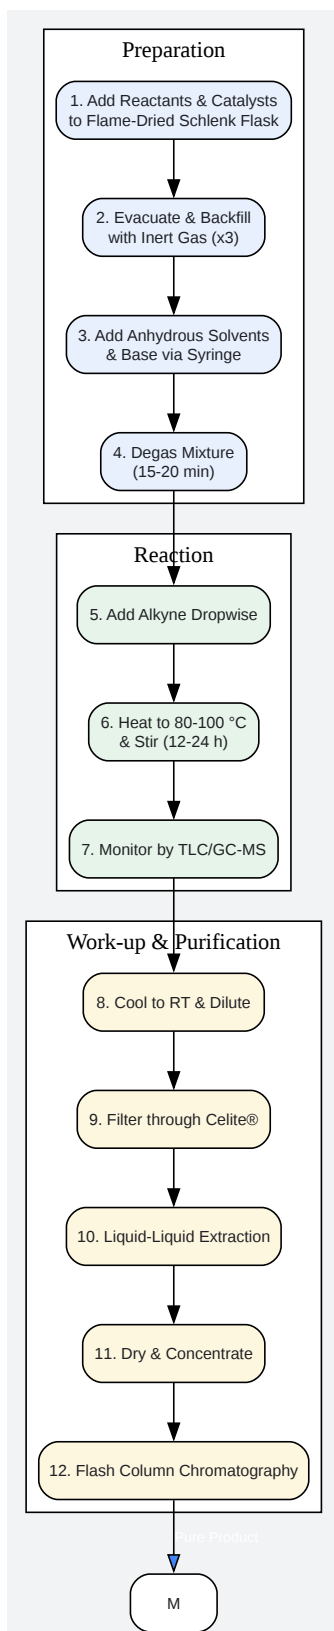 Preparation
1. Add Reactants & Catalysts
to Flame-Dried Schlenk Flask
2. Evacuate & Backfill
with Inert Gas (x3)
3. Add Anhydrous Solvents
& Base via Syringe
4. Degas Mixture
(15-20 min)
Reaction
5. Add Alkyne Dropwise
6. Heat to 80-100 °C
& Stir (12-24 h)
7. Monitor by TLC/GC-MS
Work-up & Purification
8. Cool to RT & Dilute
9. Filter through Celite®
10. Liquid-Liquid Extraction
11. Dry & Concentrate
12. Flash Column Chromatography
Pure Product
M